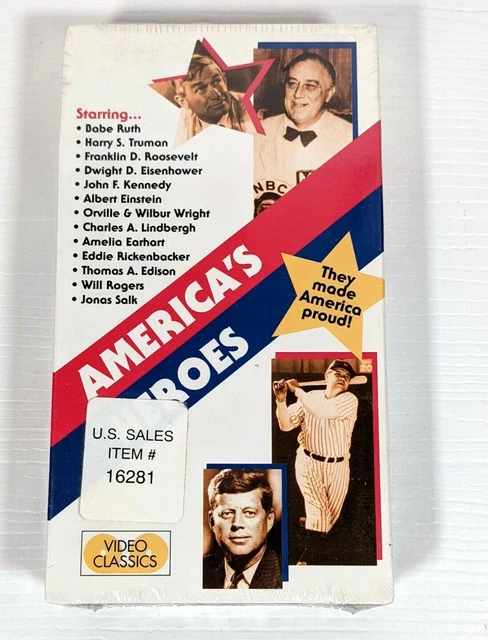 Starring...
• Babe Ruth
• Harry S. Truman
• Franklin D. Roosevelt
• Dwight D. Eisenhower
• John F. Kennedy
• Albert Einstein
• Orville & Wilbur Wright
• Charles A. Lindbergh
• Amelia Earhart
• Eddie Rickenbacker
• Thomas A. Edison
• Will Rogers
• Jonas Salk
NBC
AMERICA'S
EROES
They
made
America
proud!
U.S. SALES
ITEM #
16281
VIDEO
CLASSICS